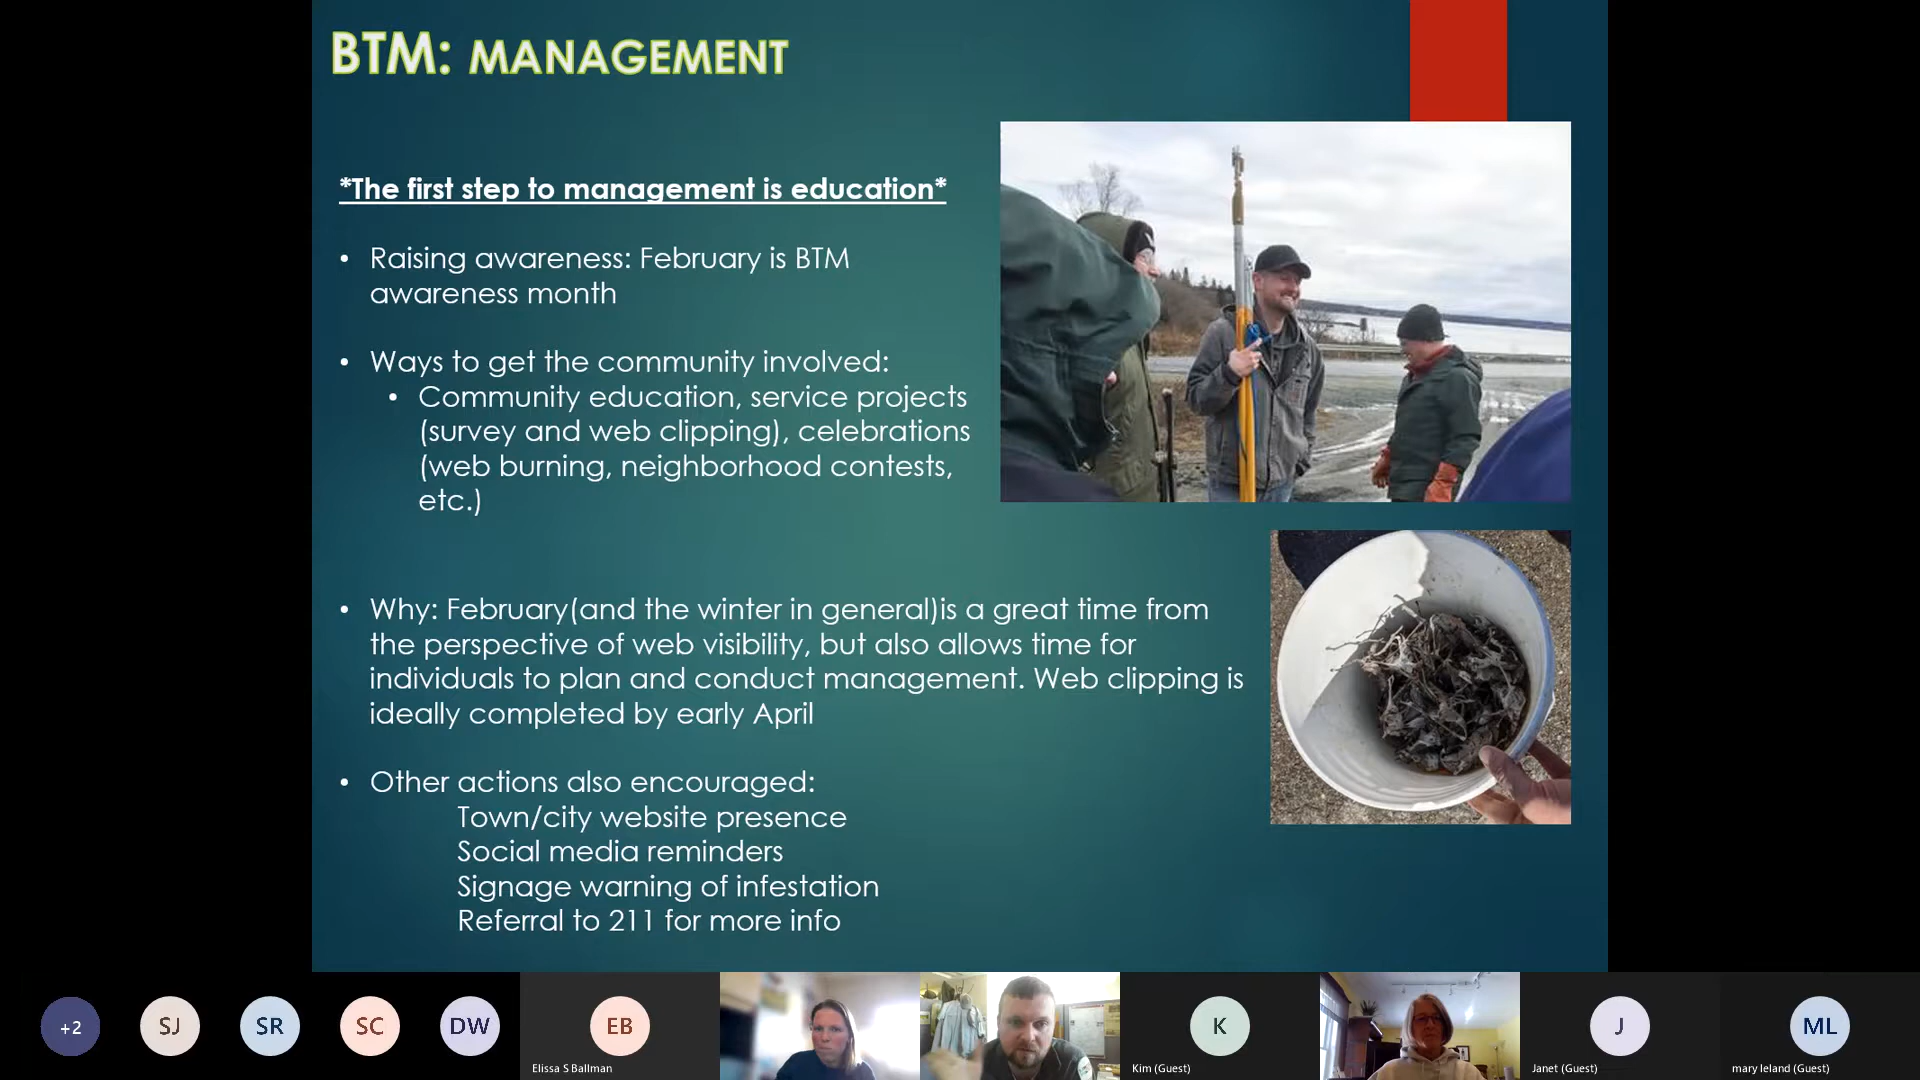 BTM: MANAGEMENT
*The first step to management is education*
• Raising awareness: February is BTM
awareness month
• Ways to get the community involved:
• Community education, service projects
(survey and web clipping), celebrations
(web burning, neighborhood contests,
etc.)
• Why: February(and the winter in general)is a great time from
the perspective of web visibility, but also allows time for
individuals to plan and conduct management. Web clipping is
ideally completed by early April
• Other actions also encouraged:
Town/city website presence
Social media reminders
Signage warning of infestation
Referral to 211 for more info
+2 SJ SR SC DW EB K J ML
Elissa S Ballman Kim (Guest) Janet (Guest) mary leland (Guest)